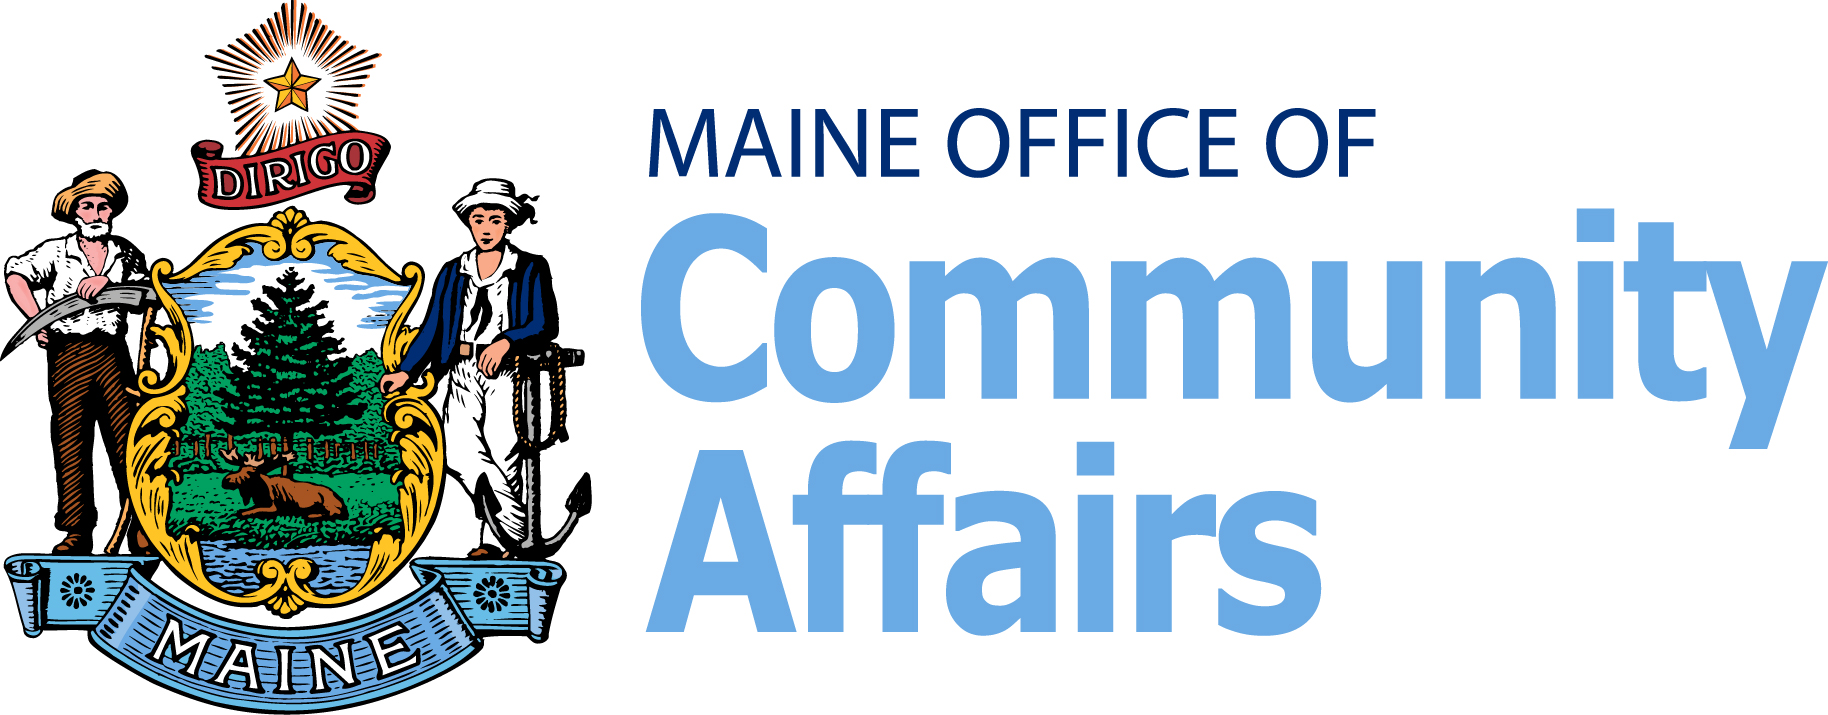 DIRIGO
MAINE
MAINE OFFICE OF
Community
Affairs